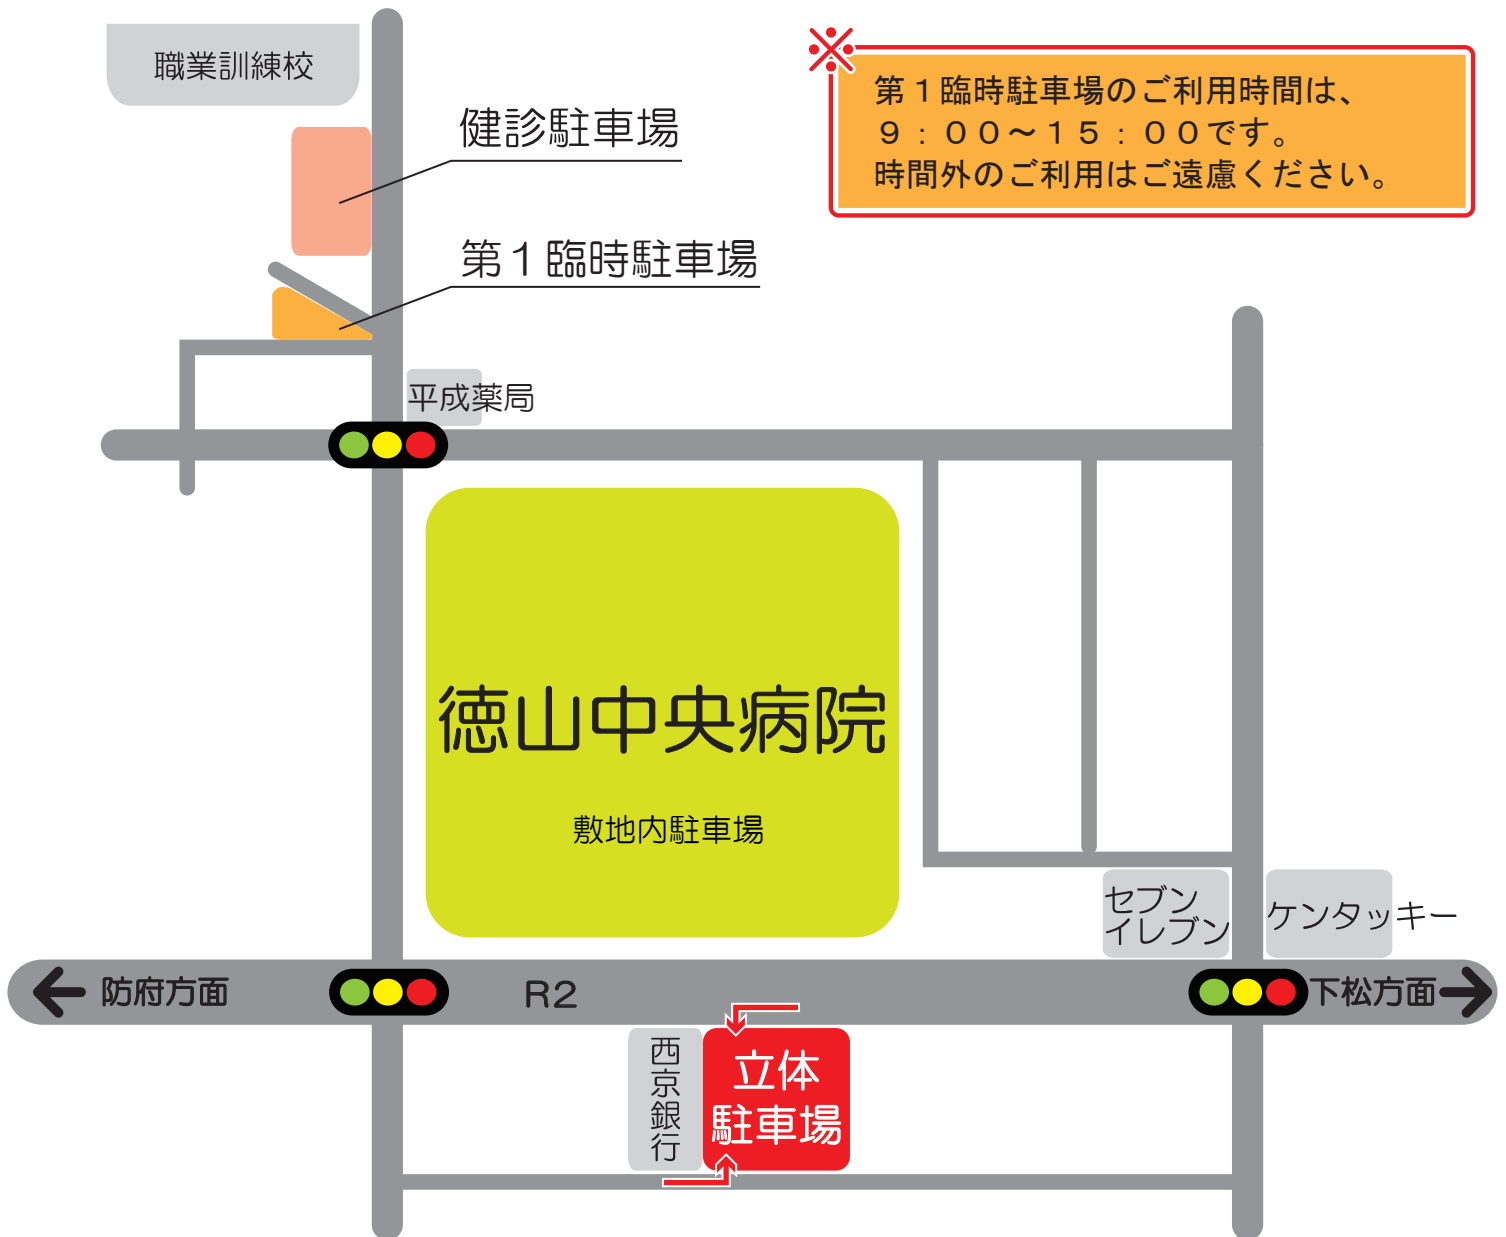 職業訓練校
※
第１臨時駐車場のご利用時間は、
９：００～１５：００です。
時間外のご利用はご遠慮ください。
健診駐車場
第１臨時駐車場
平成薬局
徳山中央病院
敷地内駐車場
セブン
イレブン
ケンタッキー
←防府方面
R2
下松方面→
西京銀行
立体
駐車場